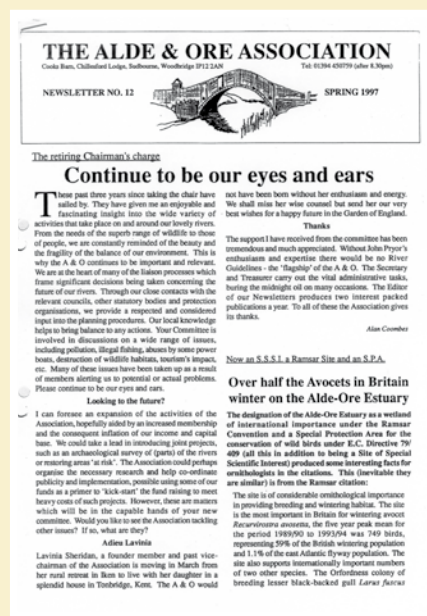 THE ALDE & ORE ASSOCIATION
Cooks Barn, Chillesford Lodge, Sudbourne, Woodbridge IP12 2AN
Tel: 01394 450759 (after 8.30pm)
NEWSLETTER NO. 12
SPRING 1997
The retiring Chairman's charge
Continue to be our eyes and ears
These past three years since taking the chair have
sailed by. They have given me an enjoyable and
fascinating insight into the wide variety of
activities that take place on and around our lovely rivers.
From the needs of the superb range of wildlife to those
of people, we are constantly reminded of the beauty and
the fragility of the balance of our environment. This is
why the A & O continues to be important and relevant.
We are at the heart of many of the liaison processes which
frame significant decisions being taken concerning the
future of our rivers. Through our close contacts with the
relevant councils, other statutory bodies and protection
organisations, we provide a respected and considered
input into the planning procedures. Our local knowledge
helps to bring balance to any actions. Your Committee is
involved in discussions on a wide range of issues,
including pollution, illegal fishing, abuses by some power
boats, destruction of wildlife habitats, tourism's impact,
etc. Many of these issues have been taken up as a result
of members alerting us to potential or actual problems.
Please continue to be our eyes and ears.
Looking to the future?
I can foresee an expansion of the activities of the
Association, hopefully aided by an increased membership
and the consequent inflation of our income and capital
base. We could take a lead in introducing joint projects,
such as an archaeological survey of (parts) of the rivers
or restoring areas 'at risk'. The Association could perhaps
organise the necessary research and help co-ordinate
publicity and implementation, possible using some of our
funds as a primer to 'kick-start' the fund raising to meet
heavy costs of such projects. However, these are matters
which will be in the capable hands of your new
committee. Would you like to see the Association tackling
other issues? If so, what are they?
Adieu Lavinia
Lavinia Sheridan, a founder member and past vice-
chairman of the Association is moving in March from
her rural retreat in Iken to live with her daughter in a
splendid house in Tonbridge, Kent. The A & O would
not have been born without her enthusiasm and energy.
We shall miss her wise counsel but send her our very
best wishes for a happy future in the Garden of England.
Thanks
The support I have received from the committee has been
tremendous and much appreciated. Without John Pryor's
enthusiasm and expertise there would be no River
Guidelines - the 'flagship' of the A & O. The Secretary
and Treasurer carry out the vital administrative tasks,
buring the midnight oil on many occasions. The Editor
of our Newsletters produces two interest packed
publications a year. To all of these the Association gives
its thanks.
Alan Coombes
Now an S.S.S.I, a Ramsar Site and an S.P.A.
Over half the Avocets in Britain
winter on the Alde-Ore Estuary
The designation of the Alde-Ore Estuary as a wetland
of international importance under the Ramsar
Convention and a Special Protection Area for the
conservation of wild birds under E.C. Directive 79/
409 (all this in addition to being a Site of Special
Scientific Interest) produced some interesting facts for
ornithologists in the citations. This (inevitable they
are similar) is from the Ramsar citation:
The site is of considerable ornithological importance
in providing breeding and wintering habitat. The site
is the most important in Britain for wintering avocet
Recurvirostra avosetta, the five year peak mean for
the period 1989/90 to 1993/94 was 749 birds,
representing 59% of the British wintering population
and 1.1% of the east Atlantic flyway population. The
site also supports internationally important numbers
of two other species. The Orfordness colony of
breeding lesser black-backed gull Larus fuscus